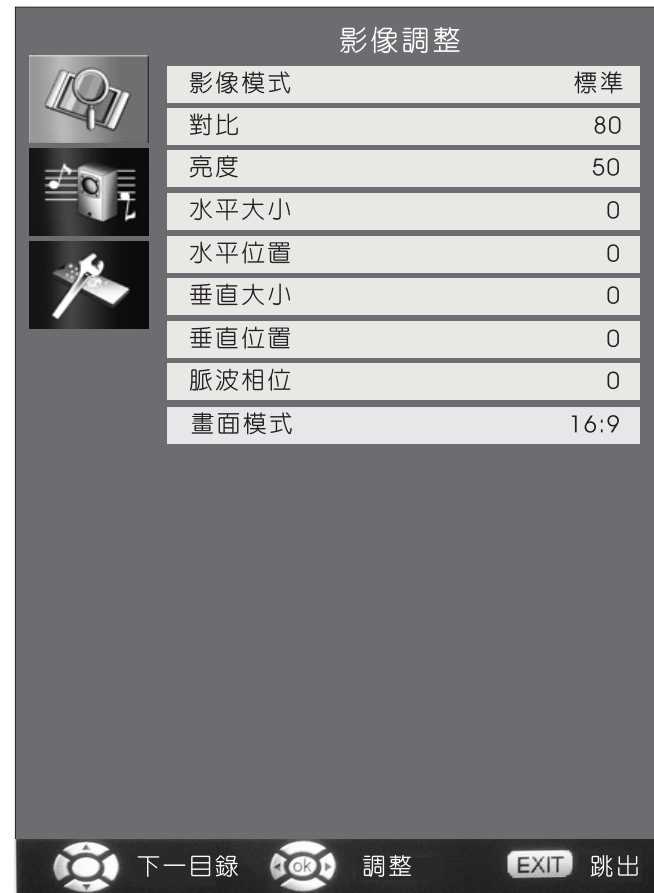 影像調整
影像模式 標準
對比 80
亮度 50
水平大小 0
水平位置 0
垂直大小 0
垂直位置 0
脈波相位 0
畫面模式 16:9
下一目錄 ok 調整 EXIT 跳出